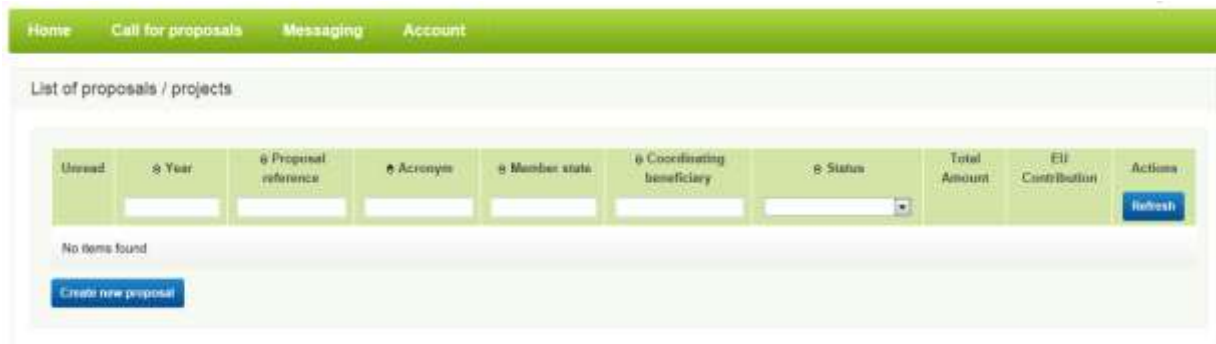 Home Call for proposals Messaging Account
List of proposals / projects
Unread Year Proposal reference Acronym Member state Coordinating beneficiary Status Total Amount EU Contribution Actions
Refresh
No items found
Create new proposal